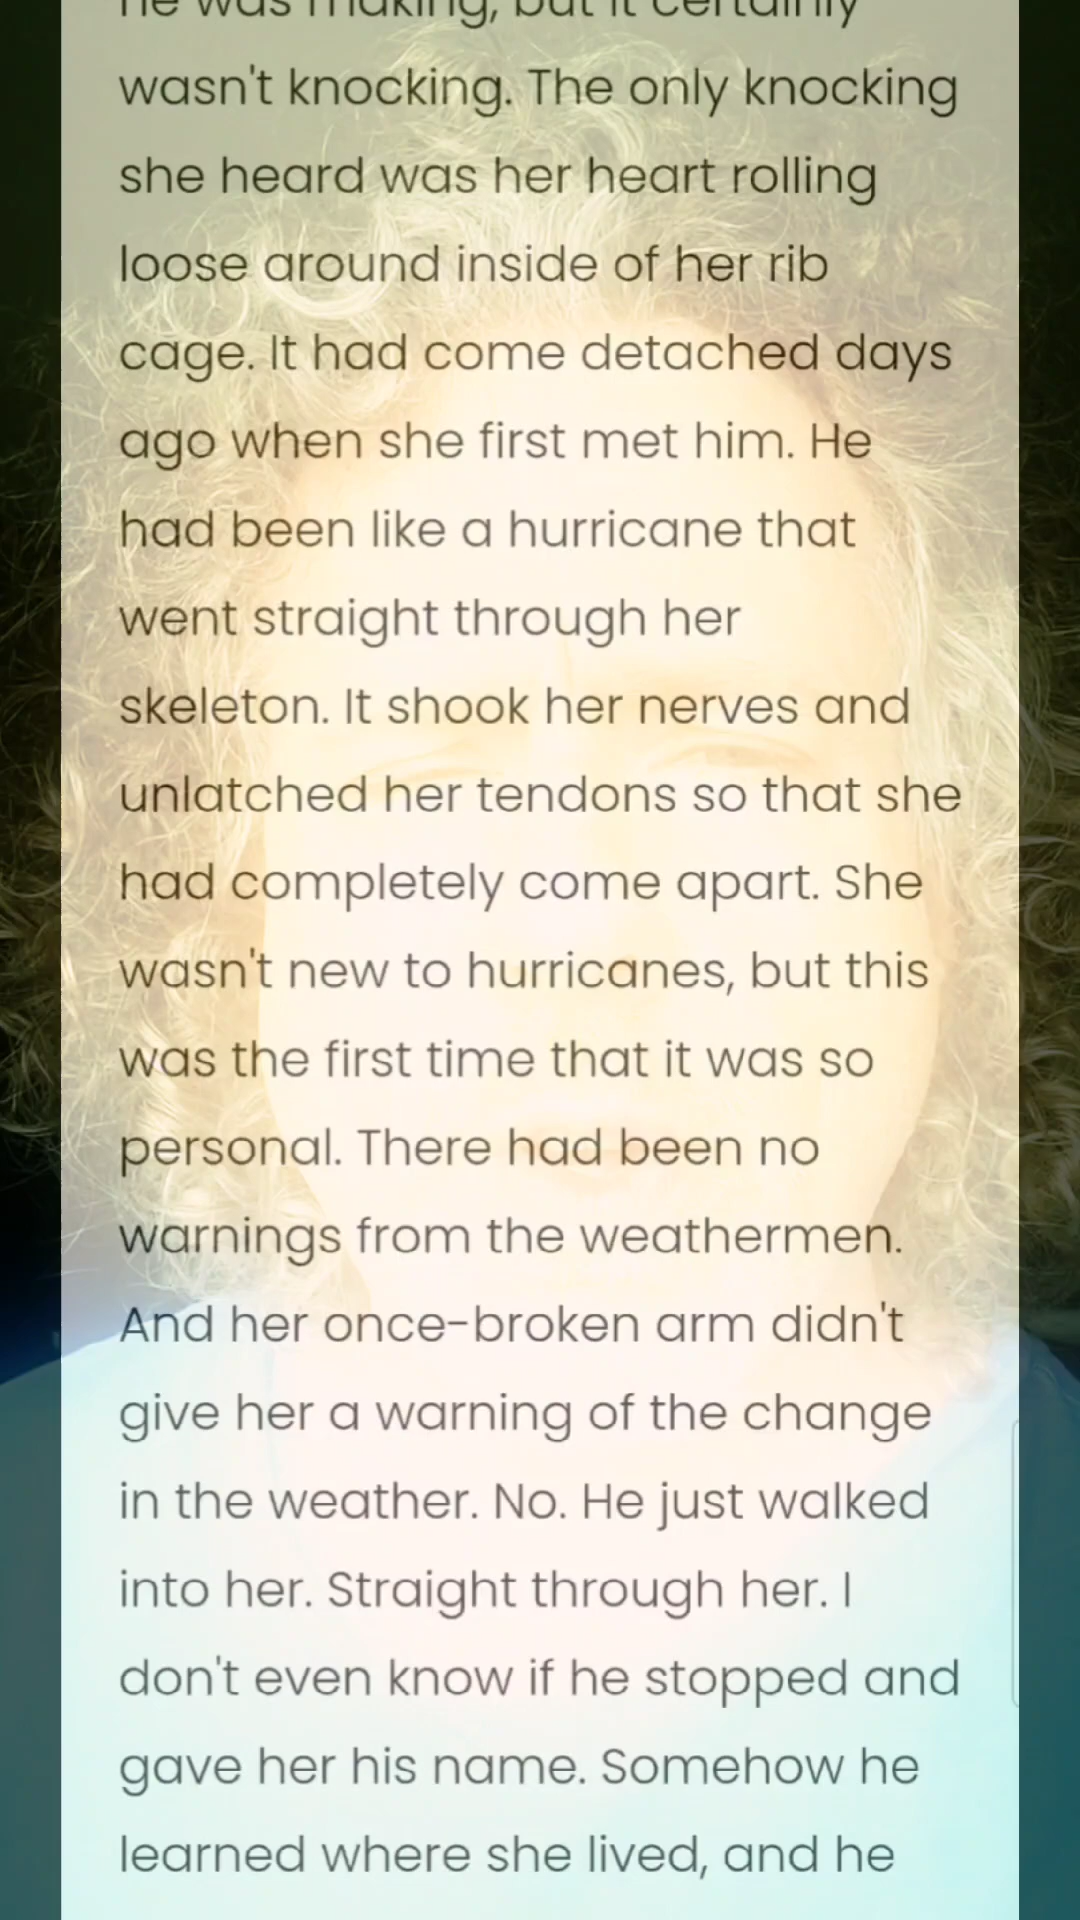 he was making, but it certainly
wasn't knocking. The only knocking
she heard was her heart rolling
loose around inside of her rib
cage. It had come detached days
ago when she first met him. He
had been like a hurricane that
went straight through her
skeleton. It shook her nerves and
unlatched her tendons so that she
had completely come apart. She
wasn't new to hurricanes, but this
was the first time that it was so
personal. There had been no
warnings from the weathermen.
And her once-broken arm didn't
give her a warning of the change
in the weather. No. He just walked
into her. Straight through her. I
don't even know if he stopped and
gave her his name. Somehow he
learned where she lived, and he